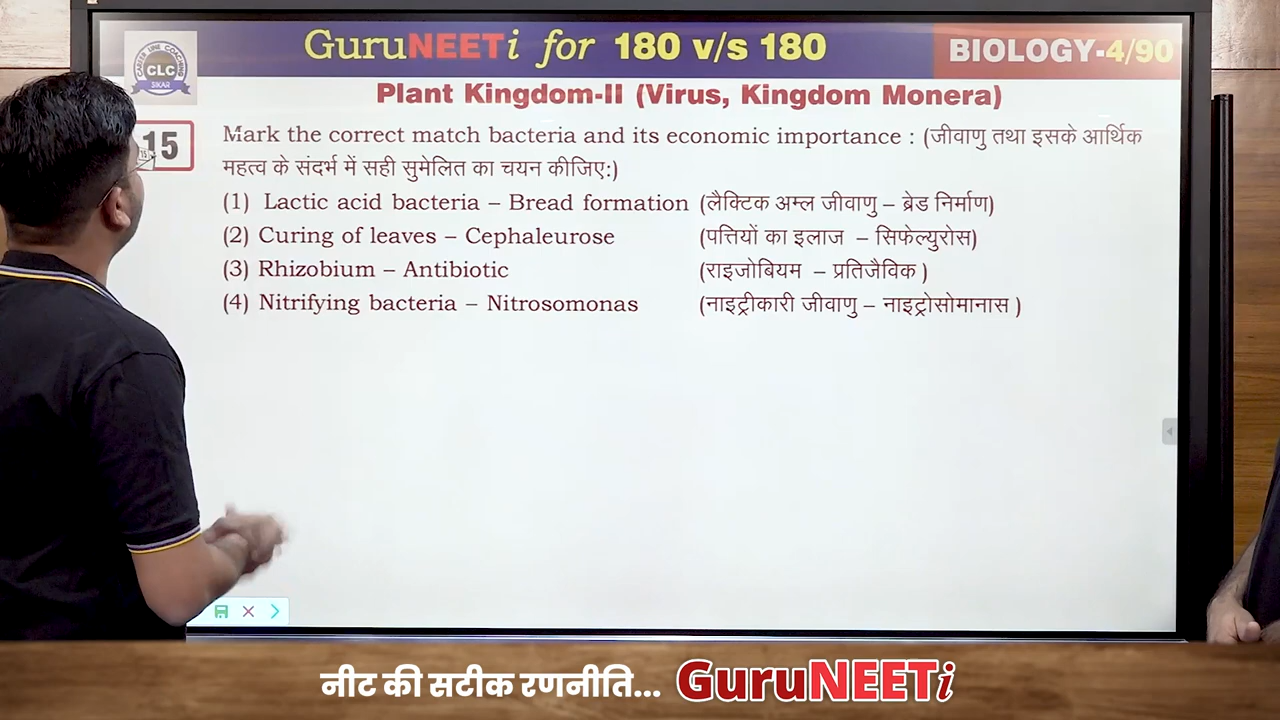 GuruNEETi for 180 v/s 180
BIOLOGY-4/90
CLC
SIKAR
Plant Kingdom-II (Virus, Kingdom Monera)
15
Mark the correct match bacteria and its economic importance : (जीवाणु तथा इसके आर्थिक
महत्व के संदर्भ में सही सुमेलित का चयन कीजिए:)
(1) Lactic acid bacteria – Bread formation (लैक्टिक अम्ल जीवाणु – ब्रेड निर्माण)
(2) Curing of leaves – Cephaleurose (पत्तियों का इलाज – सिफेल्युरोस)
(3) Rhizobium – Antibiotic (राइजोबियम – प्रतिजैविक )
(4) Nitrifying bacteria – Nitrosomonas (नाइट्रीकारी जीवाणु – नाइट्रोसोमानास )
नीट की सटीक रणनीति... GuruNEETi